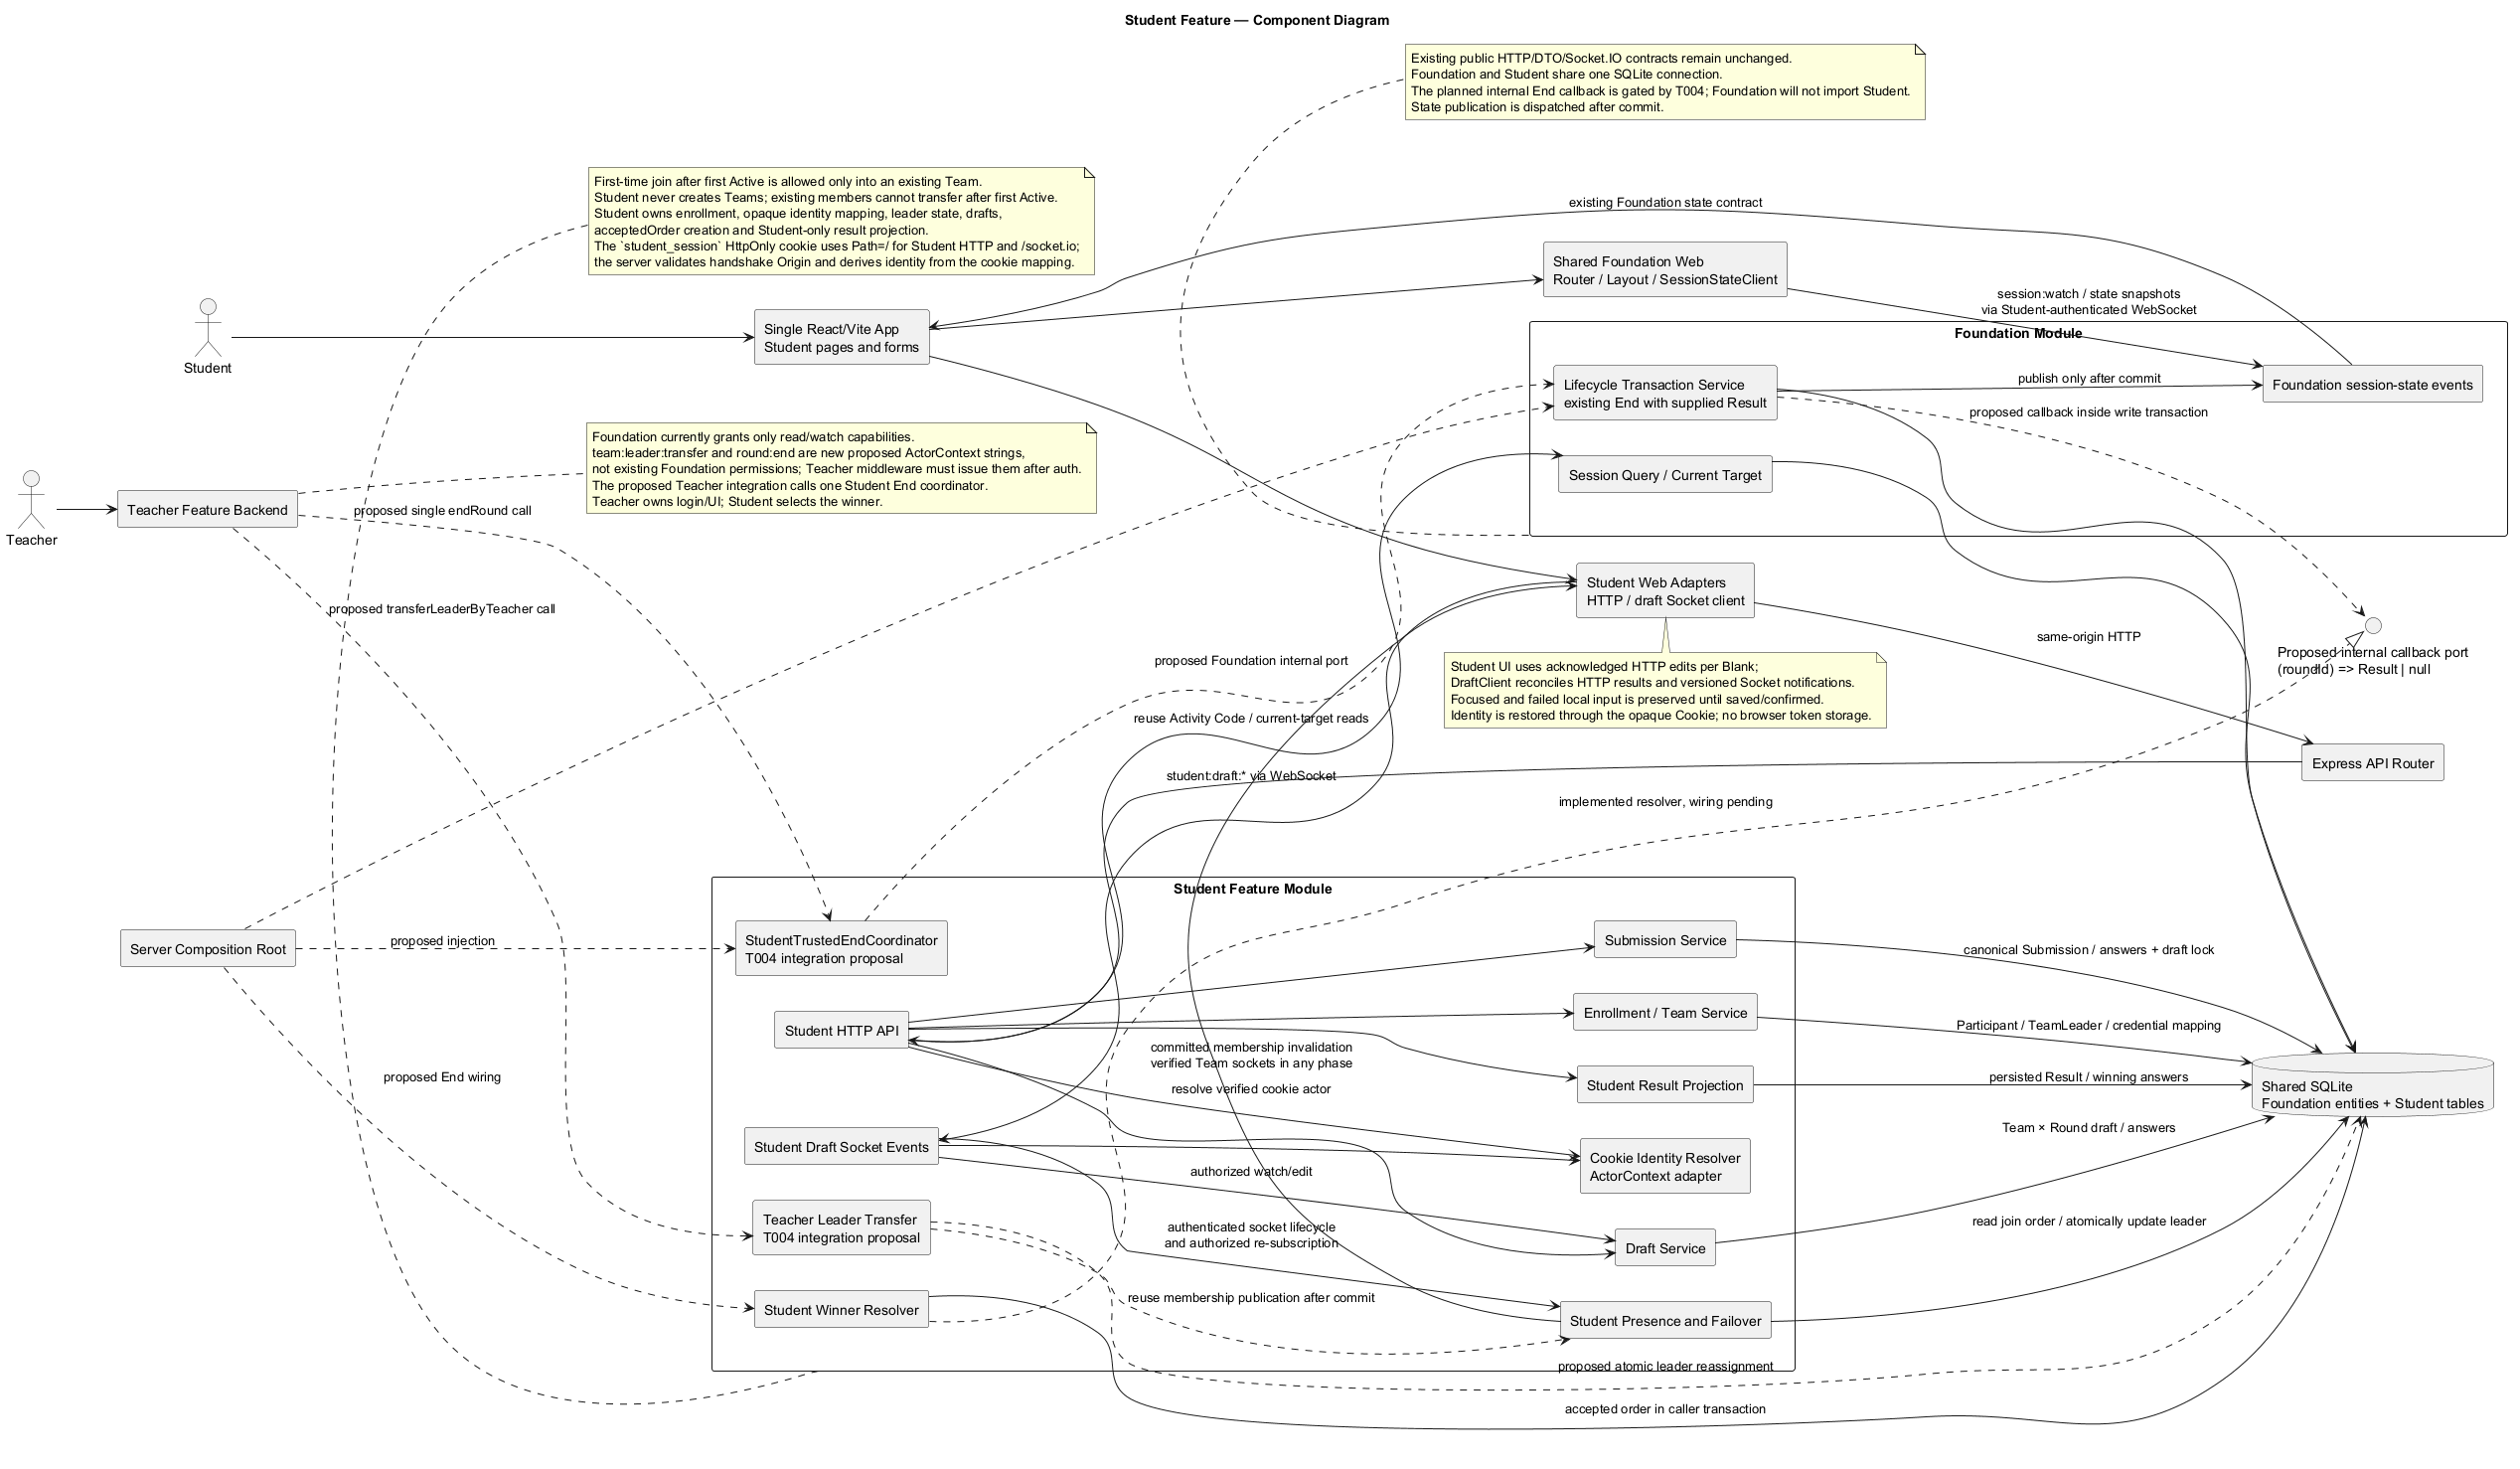 Student Feature — Component Diagram
Existing public HTTP/DTO/Socket.IO contracts remain unchanged.
Foundation and Student share one SQLite connection.
The planned internal End callback is gated by T004; Foundation will not import Student.
State publication is dispatched after commit.
First-time join after first Active is allowed only into an existing Team.
Student never creates Teams; existing members cannot transfer after first Active.
Student owns enrollment, opaque identity mapping, leader state, drafts,
acceptedOrder creation and Student-only result projection.
The `student_session` HttpOnly cookie uses Path=/ for Student HTTP and /socket.io;
the server validates handshake Origin and derives identity from the cookie mapping.
existing Foundation state contract
Shared Foundation Web
Router / Layout / SessionStateClient
session:watch / state snapshots
via Student-authenticated WebSocket
Student
Single React/Vite App
Student pages and forms
Foundation Module
Lifecycle Transaction Service
existing End with supplied Result
publish only after commit
Foundation session-state events
proposed callback inside write transaction
Foundation currently grants only read/watch capabilities.
team:leader:transfer and round:end are new proposed ActorContext strings,
not existing Foundation permissions; Teacher middleware must issue them after auth.
The proposed Teacher integration calls one Student End coordinator.
Teacher owns login/UI; Student selects the winner.
Session Query / Current Target
Teacher
Teacher Feature Backend
proposed single endRound call
Student Web Adapters
HTTP / draft Socket client
proposed transferLeaderByTeacher call
same-origin HTTP
Proposed internal callback port
(roundId) => Result | null
proposed Foundation internal port
Student UI uses acknowledged HTTP edits per Blank;
DraftClient reconciles HTTP results and versioned Socket notifications.
Focused and failed local input is preserved until saved/confirmed.
Identity is restored through the opaque Cookie; no browser token storage.
reuse Activity Code / current-target reads
student:draft:* via WebSocket
Express API Router
implemented resolver, wiring pending
Student Feature Module
Server Composition Root
proposed injection
StudentTrustedEndCoordinator
T004 integration proposal
Submission Service
canonical Submission / answers + draft lock
Student HTTP API
Enrollment / Team Service
Participant / TeamLeader / credential mapping
committed membership invalidation
verified Team sockets in any phase
proposed End wiring
resolve verified cookie actor
Student Result Projection
persisted Result / winning answers
Shared SQLite
Foundation entities + Student tables
Student Draft Socket Events
Cookie Identity Resolver
ActorContext adapter
Team × Round draft / answers
authorized watch/edit
Teacher Leader Transfer
T004 integration proposal
authenticated socket lifecycle
and authorized re-subscription
Draft Service
read join order / atomically update leader
Student Winner Resolver
reuse membership publication after commit
Student Presence and Failover
proposed atomic leader reassignment
accepted order in caller transaction